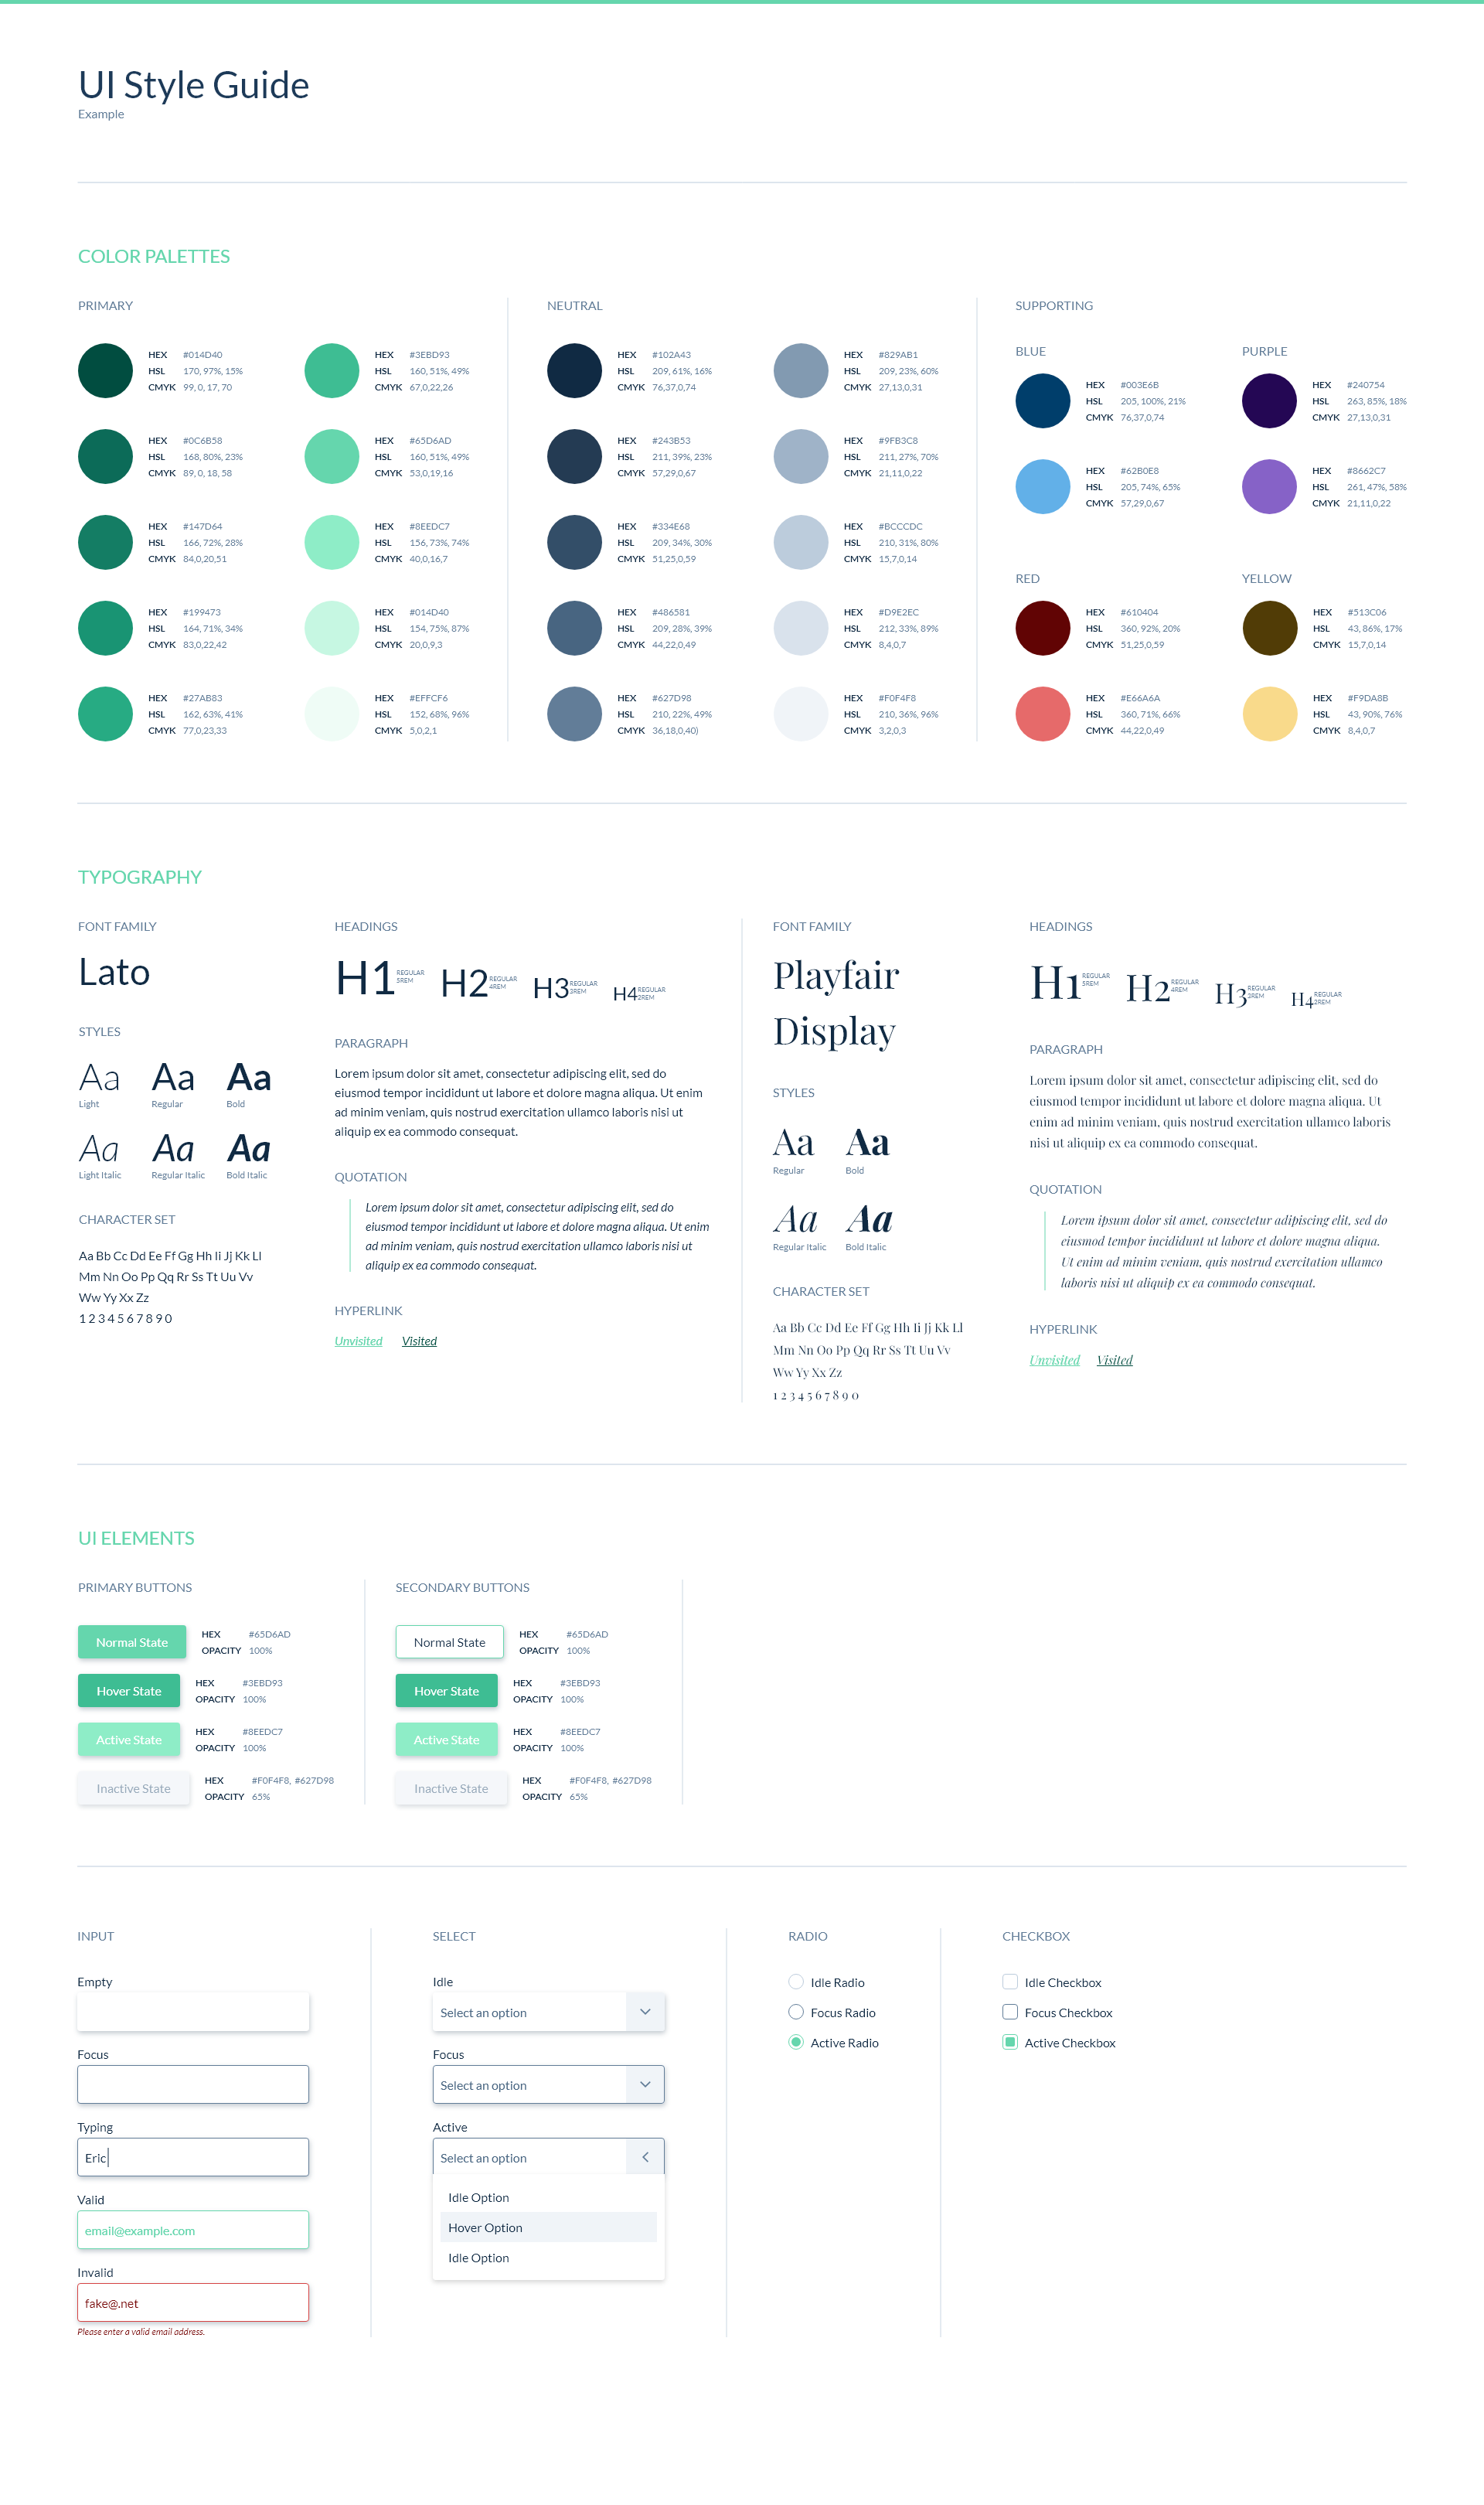 UI Style Guide
Example
COLOR PALETTES
PRIMARY
HEX #014D40
HSL 170, 97%, 15%
CMYK 99, 0, 17, 70
HEX #0C6B58
HSL 168, 80%, 23%
CMYK 89, 0, 18, 58
HEX #147D64
HSL 166, 72%, 28%
CMYK 84,0,20,51
HEX #199473
HSL 164, 71%, 34%
CMYK 83,0,22,42
HEX #27AB83
HSL 162, 63%, 41%
CMYK 77,0,23,33
HEX #3EBD93
HSL 160, 51%, 49%
CMYK 67,0,22,26
HEX #65D6AD
HSL 160, 51%, 49%
CMYK 53,0,19,16
HEX #8EEDC7
HSL 156, 73%, 74%
CMYK 40,0,16,7
HEX #014D40
HSL 154, 75%, 87%
CMYK 20,0,9,3
HEX #EFFCF6
HSL 152, 68%, 96%
CMYK 5,0,2,1
NEUTRAL
HEX #102A43
HSL 209, 61%, 16%
CMYK 76,37,0,74
HEX #243B53
HSL 211, 39%, 23%
CMYK 57,29,0,67
HEX #334E68
HSL 209, 34%, 30%
CMYK 51,25,0,59
HEX #486581
HSL 209, 28%, 39%
CMYK 44,22,0,49
HEX #627D98
HSL 210, 22%, 49%
CMYK 36,18,0,40)
HEX #829AB1
HSL 209, 23%, 60%
CMYK 27,13,0,31
HEX #9FB3C8
HSL 211, 27%, 70%
CMYK 21,11,0,22
HEX #BCCCDC
HSL 210, 31%, 80%
CMYK 15,7,0,14
HEX #D9E2EC
HSL 212, 33%, 89%
CMYK 8,4,0,7
HEX #F0F4F8
HSL 210, 36%, 96%
CMYK 3,2,0,3
SUPPORTING
BLUE
HEX #003E6B
HSL 205, 100%, 21%
CMYK 76,37,0,74
HEX #62B0E8
HSL 205, 74%, 65%
CMYK 57,29,0,67
PURPLE
HEX #240754
HSL 263, 85%, 18%
CMYK 27,13,0,31
HEX #8662C7
HSL 261, 47%, 58%
CMYK 21,11,0,22
RED
HEX #610404
HSL 360, 92%, 20%
CMYK 51,25,0,59
HEX #E66A6A
HSL 360, 71%, 66%
CMYK 44,22,0,49
YELLOW
HEX #513C06
HSL 43, 86%, 17%
CMYK 15,7,0,14
HEX #F9DA8B
HSL 43, 90%, 76%
CMYK 8,4,0,7
TYPOGRAPHY
FONT FAMILY
Lato
STYLES
Aa Aa Aa
Light Regular Bold
Aa Aa Aa
Light Italic Regular Italic Bold Italic
CHARACTER SET
Aa Bb Cc Dd Ee Ff Gg Hh Ii Jj Kk Ll
Mm Nn Oo Pp Qq Rr Ss Tt Uu Vv
Ww Yy Xx Zz
1 2 3 4 5 6 7 8 9 0
HEADINGS
H1 REGULAR 5REM
H2 REGULAR 4REM
H3 REGULAR 3REM
H4 REGULAR 2REM
PARAGRAPH
Lorem ipsum dolor sit amet, consectetur adipiscing elit, sed do
eiusmod tempor incididunt ut labore et dolore magna aliqua. Ut enim
ad minim veniam, quis nostrud exercitation ullamco laboris nisi ut
aliquip ex ea commodo consequat.
QUOTATION
Lorem ipsum dolor sit amet, consectetur adipiscing elit, sed do
eiusmod tempor incididunt ut labore et dolore magna aliqua. Ut enim
ad minim veniam, quis nostrud exercitation ullamco laboris nisi ut
aliquip ex ea commodo consequat.
HYPERLINK
Unvisited Visited
FONT FAMILY
Playfair
Display
STYLES
Aa Aa
Regular Bold
Aa Aa
Regular Italic Bold Italic
CHARACTER SET
Aa Bb Cc Dd Ee Ff Gg Hh Ii Jj Kk Ll
Mm Nn Oo Pp Qq Rr Ss Tt Uu Vv
Ww Yy Xx Zz
1 2 3 4 5 6 7 8 9 0
HEADINGS
H1 REGULAR 5REM
H2 REGULAR 4REM
H3 REGULAR 3REM
H4 REGULAR 2REM
PARAGRAPH
Lorem ipsum dolor sit amet, consectetur adipiscing elit, sed do
eiusmod tempor incididunt ut labore et dolore magna aliqua. Ut
enim ad minim veniam, quis nostrud exercitation ullamco laboris
nisi ut aliquip ex ea commodo consequat.
QUOTATION
Lorem ipsum dolor sit amet, consectetur adipiscing elit, sed do
eiusmod tempor incididunt ut labore et dolore magna aliqua.
Ut enim ad minim veniam, quis nostrud exercitation ullamco
laboris nisi ut aliquip ex ea commodo consequat.
HYPERLINK
Unvisited Visited
UI ELEMENTS
PRIMARY BUTTONS
Normal State
HEX #65D6AD
OPACITY 100%
Hover State
HEX #3EBD93
OPACITY 100%
Active State
HEX #8EEDC7
OPACITY 100%
Inactive State
HEX #F0F4F8, #627D98
OPACITY 65%
SECONDARY BUTTONS
Normal State
HEX #65D6AD
OPACITY 100%
Hover State
HEX #3EBD93
OPACITY 100%
Active State
HEX #8EEDC7
OPACITY 100%
Inactive State
HEX #F0F4F8, #627D98
OPACITY 65%
INPUT
Empty
Focus
Typing
Eric
Valid
email@example.com
Invalid
fake@.net
Please enter a valid email address.
SELECT
Idle
Select an option
Focus
Select an option
Active
Select an option
Idle Option
Hover Option
Idle Option
RADIO
Idle Radio
Focus Radio
Active Radio
CHECKBOX
Idle Checkbox
Focus Checkbox
Active Checkbox